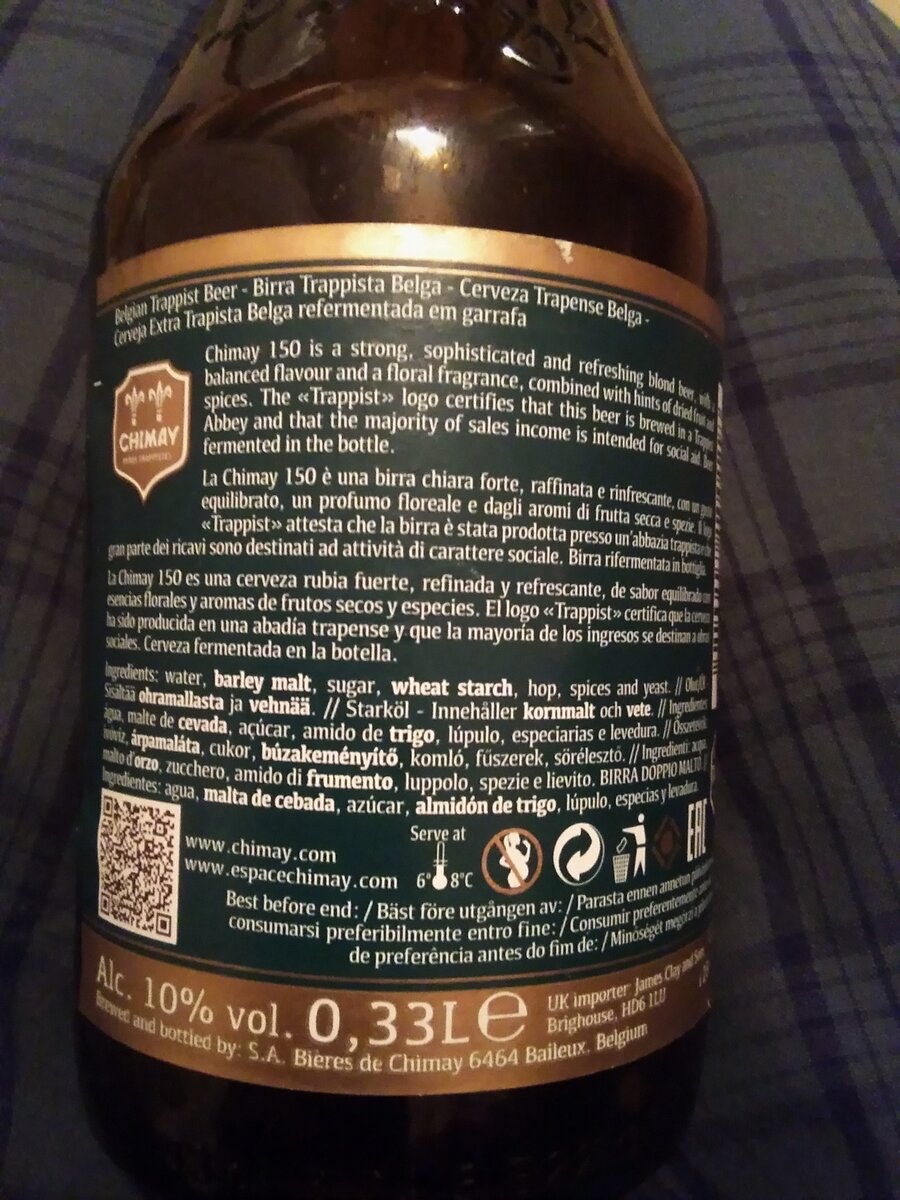 Belgian Trappist Beer - Birra Trappista Belga - Cerveza Trapense Belga -
Cerveja Extra Trapista Belga refermentada em garrafa
Chimay 150 is a strong, sophisticated and refreshing blond beer, with a
balanced flavour and a floral fragrance, combined with hints of dried fruit and
spices. The «Trappist» logo certifies that this beer is brewed in a Trappist
Abbey and that the majority of sales income is intended for social aid. Beer
fermented in the bottle.
CHIMAY
La Chimay 150 è una birra chiara forte, raffinata e rinfrescante, con un gusto
equilibrato, un profumo floreale e dagli aromi di frutta secca e spezie. Il logo
«Trappist» attesta che la birra è stata prodotta presso un'abbazia trappista e che
gran parte dei ricavi sono destinati ad attività di carattere sociale. Birra rifermentata in bottiglia.
La Chimay 150 es una cerveza rubia fuerte, refinada y refrescante, de sabor equilibrado con
esencias florales y aromas de frutos secos y especies. El logo «Trappist» certifica que la cerveza
ha sido producida en una abadía trapense y que la mayoría de los ingresos se destinan a obras
sociales. Cerveza fermentada en la botella.
Ingredients: water, barley malt, sugar, wheat starch, hop, spices and yeast. //
Sisältää ohramallasta ja vehnää. // Starköl - Innehåller kornmalt och vete. // Ingredientes:
água, malte de cevada, açúcar, amido de trigo, lúpulo, especiarias e levedura. // Összetevők:
ivóvíz, árpamaláta, cukor, búzakeményítő, komló, fűszerek, sörélesztő. // Ingredienti: acqua,
malto d'orzo, zucchero, amido di frumento, luppolo, spezie e lievito. BIRRA DOPPIO MALTO. //
Ingredientes: agua, malta de cebada, azúcar, almidón de trigo, lúpulo, especias y levadura.
www.chimay.com
www.espacechimay.com
Serve at
6° 8°C
EAC
Best before end: / Bäst före utgången av: / Parasta ennen annetun
consumarsi preferibilmente entro fine: / Consumir preferentemente
de preferência antes do fim de: / Minőségét megőrzi a
Alc. 10% vol. 0,33L e
UK importer James Clay and Sons
Brighouse, HD6 1LU
Brewed and bottled by: S.A. Bières de Chimay 6464 Baileux, Belgium